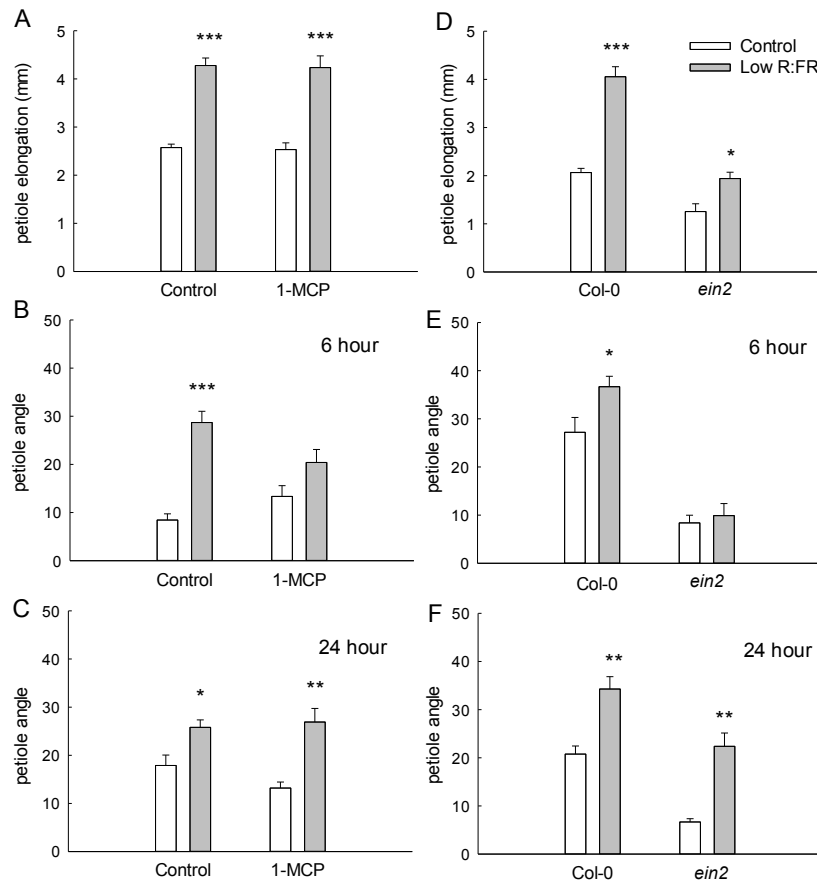 A
petiole elongation (mm)
5
4
3
2
1
0
***
***
Control
1-MCP
D
petiole elongation (mm)
5
4
3
2
1
0
***
*
Control
Low R:FR
Col-0
ein2
B
petiole angle
50
40
30
20
10
0
6 hour
***
Control
1-MCP
E
petiole angle
50
40
30
20
10
0
6 hour
*
Col-0
ein2
C
petiole angle
50
40
30
20
10
0
24 hour
*
**
Control
1-MCP
F
petiole angle
50
40
30
20
10
0
24 hour
**
**
Col-0
ein2